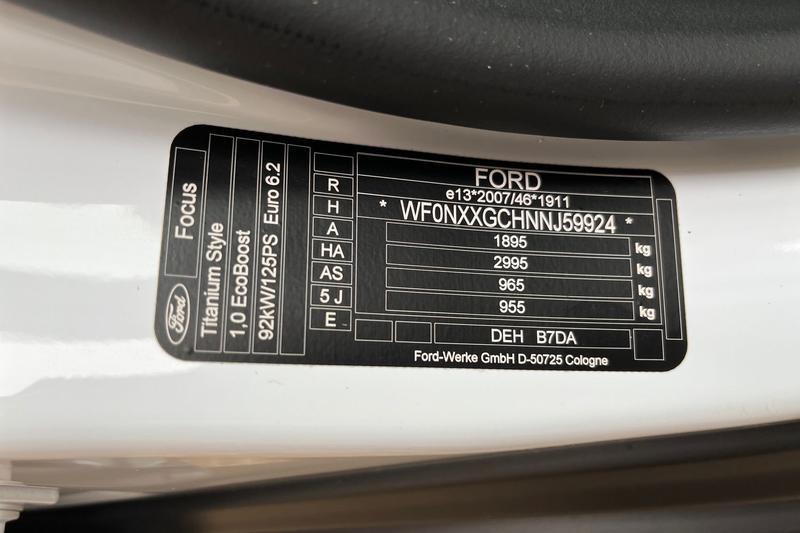 Focus
Ford
Titanium Style
1,0 EcoBoost
92kW/125PS Euro 6.2
R
H
A
HA
AS
5 J
E
FORD
e13*2007/46*1911
* WF0NXXGCHNNJ59924 *
1895 kg
2995 kg
965 kg
955 kg
DEH B7DA
Ford-Werke GmbH D-50725 Cologne